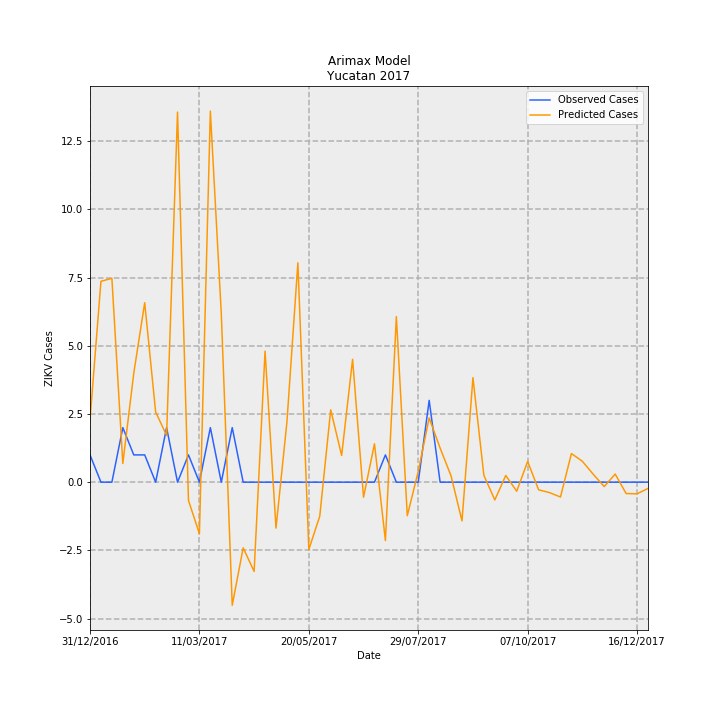 Arimax Model
Yucatan 2017
Observed Cases
Predicted Cases
12.5
10.0
7.5
5.0
2.5
0.0
−2.5
−5.0
ZIKV Cases
31/12/2016 11/03/2017 20/05/2017 29/07/2017 07/10/2017 16/12/2017
Date